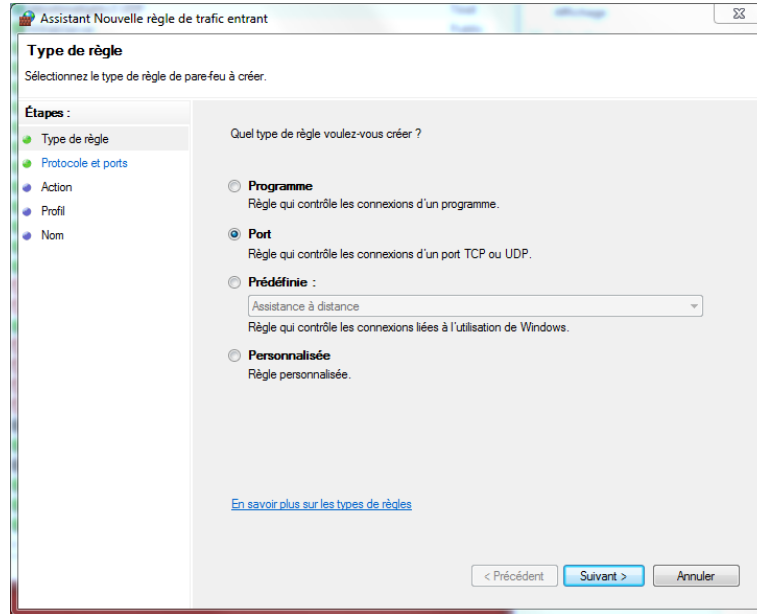 Assistant Nouvelle règle de trafic entrant
Type de règle
Sélectionnez le type de règle de pare-feu à créer.
Étapes :
Type de règle
Protocole et ports
Action
Profil
Nom
Quel type de règle voulez-vous créer ?
Programme
Règle qui contrôle les connexions d'un programme.
Port
Règle qui contrôle les connexions d'un port TCP ou UDP.
Prédéfinie :
Assistance à distance
Règle qui contrôle les connexions liées à l'utilisation de Windows.
Personnalisée
Règle personnalisée.
En savoir plus sur les types de règles
< Précédent Suivant > Annuler